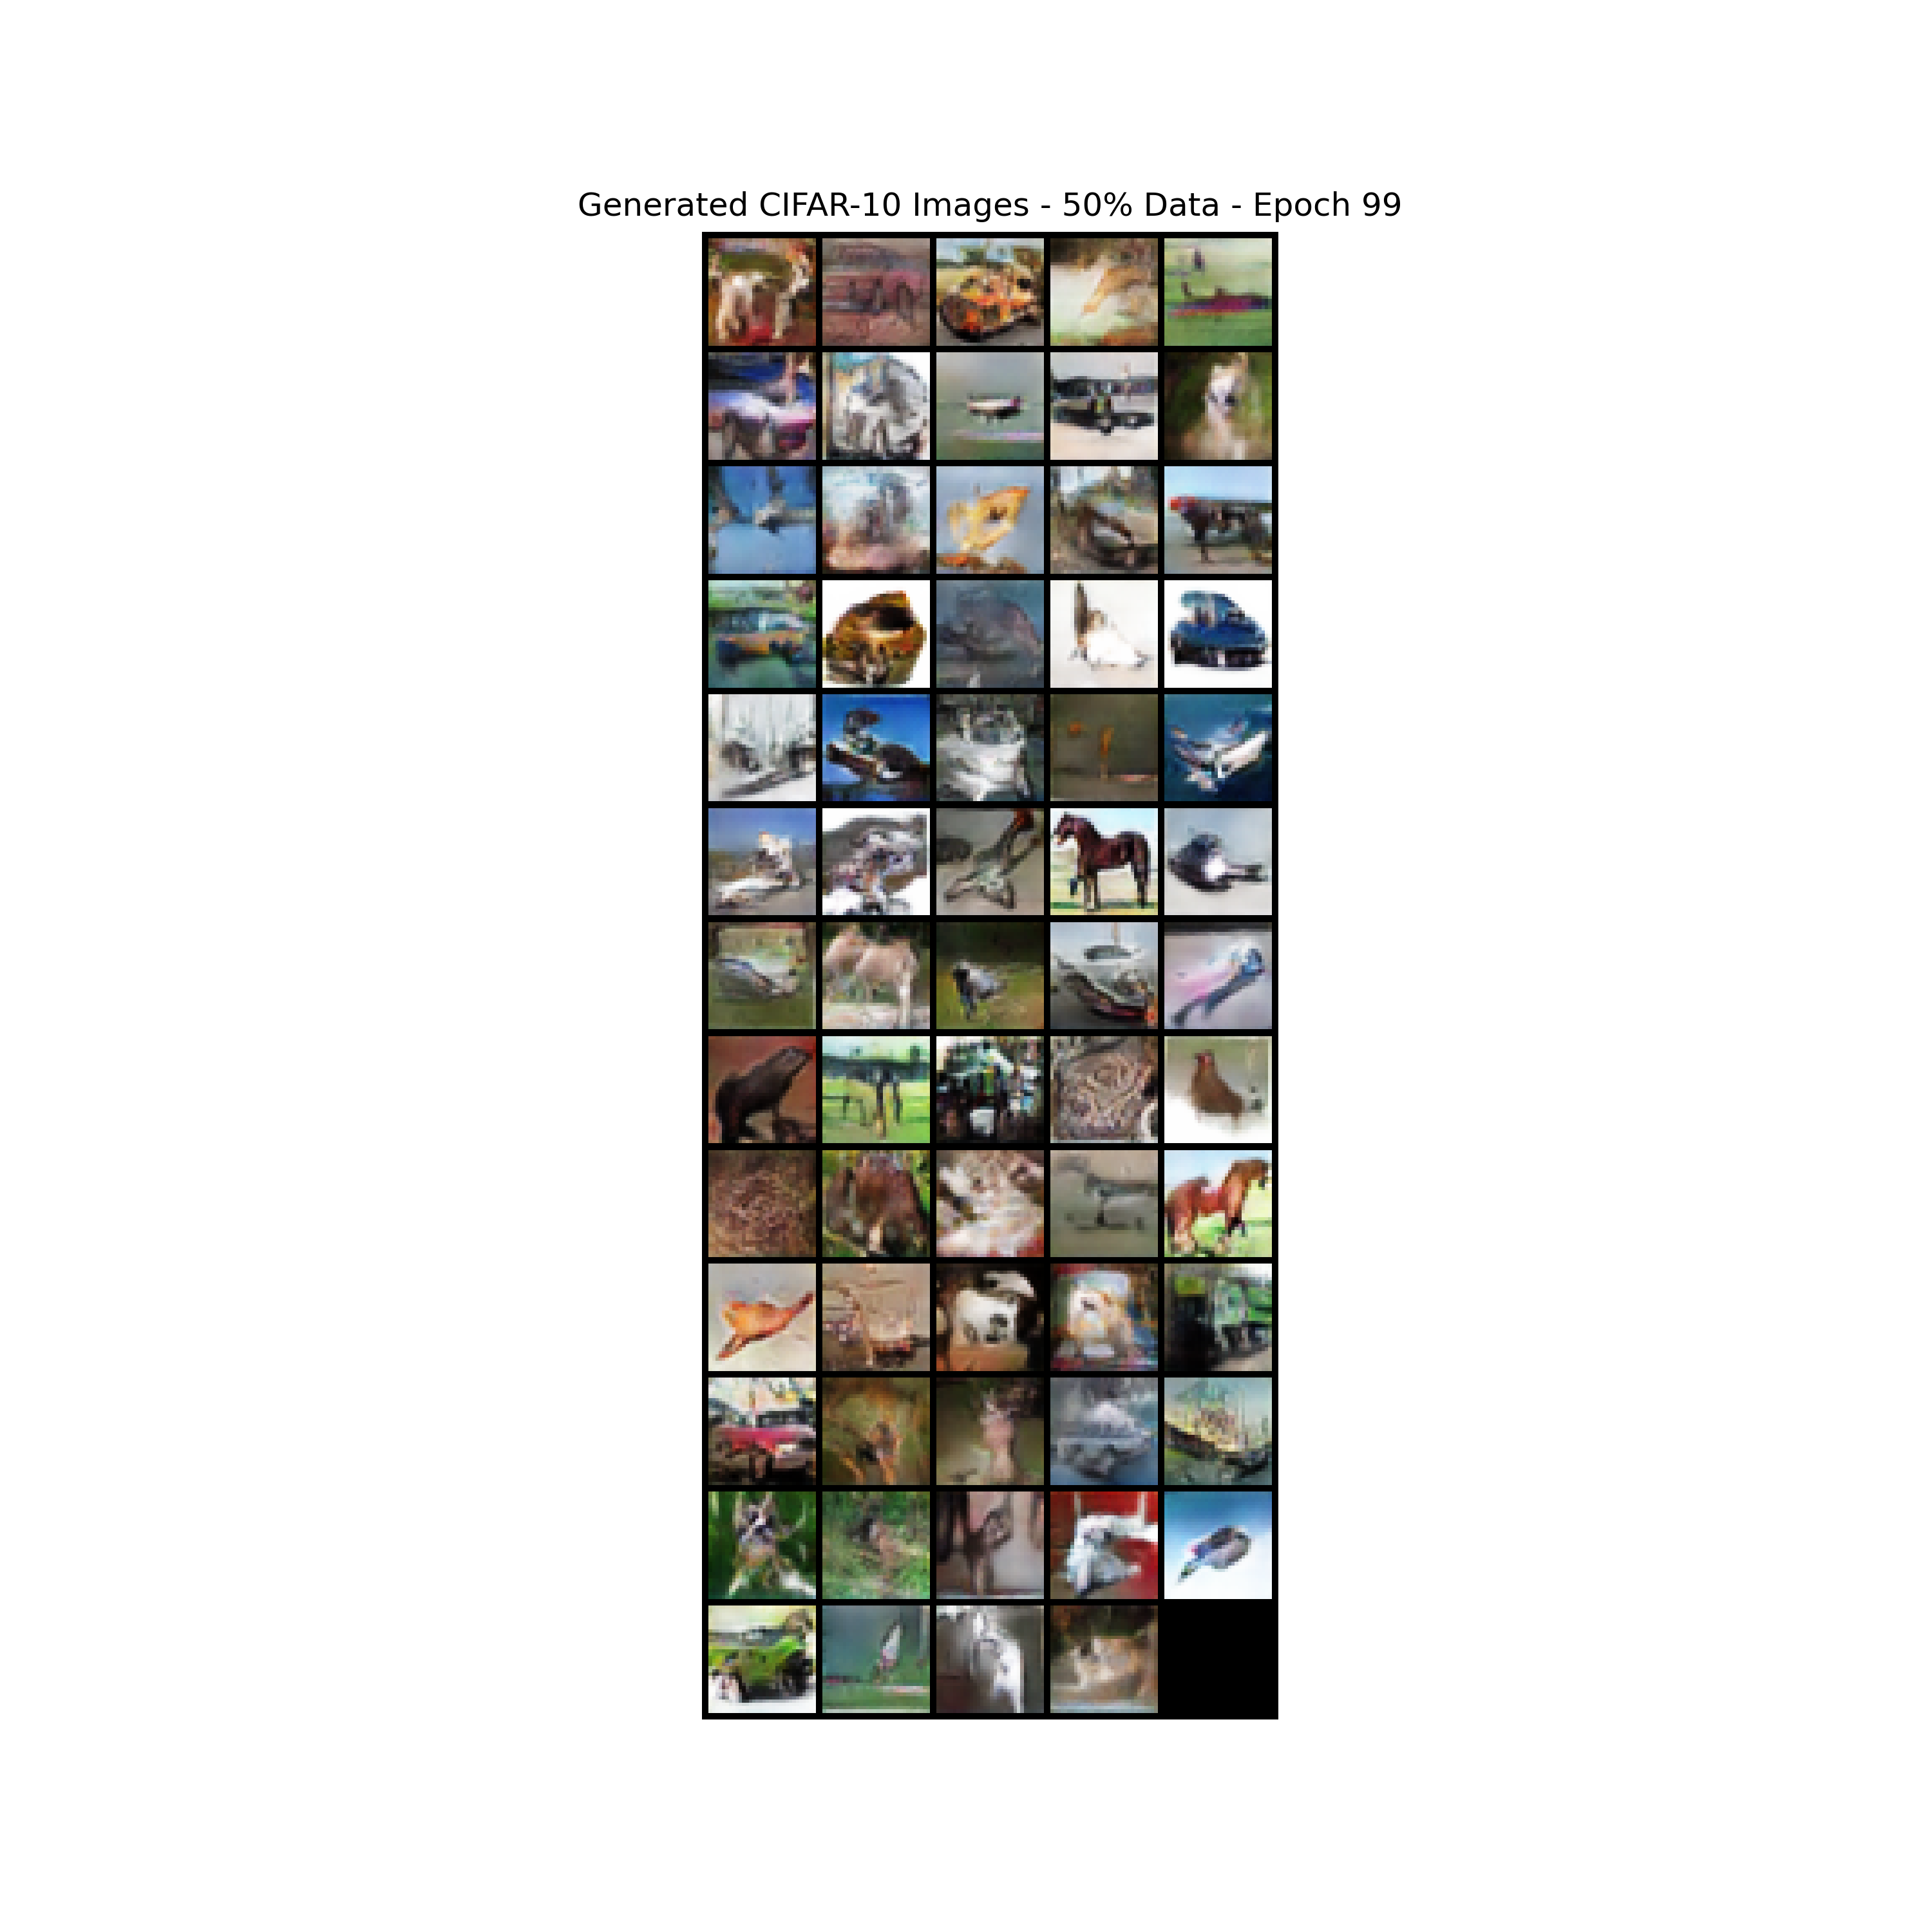 Generated CIFAR-10 Images - 50% Data - Epoch 99